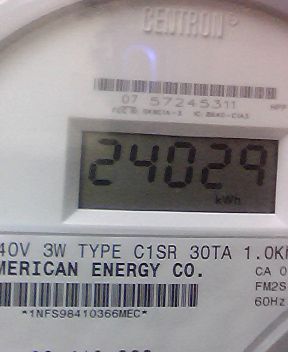 CENTRON
07 57245311
24029
kWh
40V 3W TYPE C1SR 30TA 1.0K
MERICAN ENERGY CO.
CA 0
FM2S
60Hz
*1NFS98410366MEC*